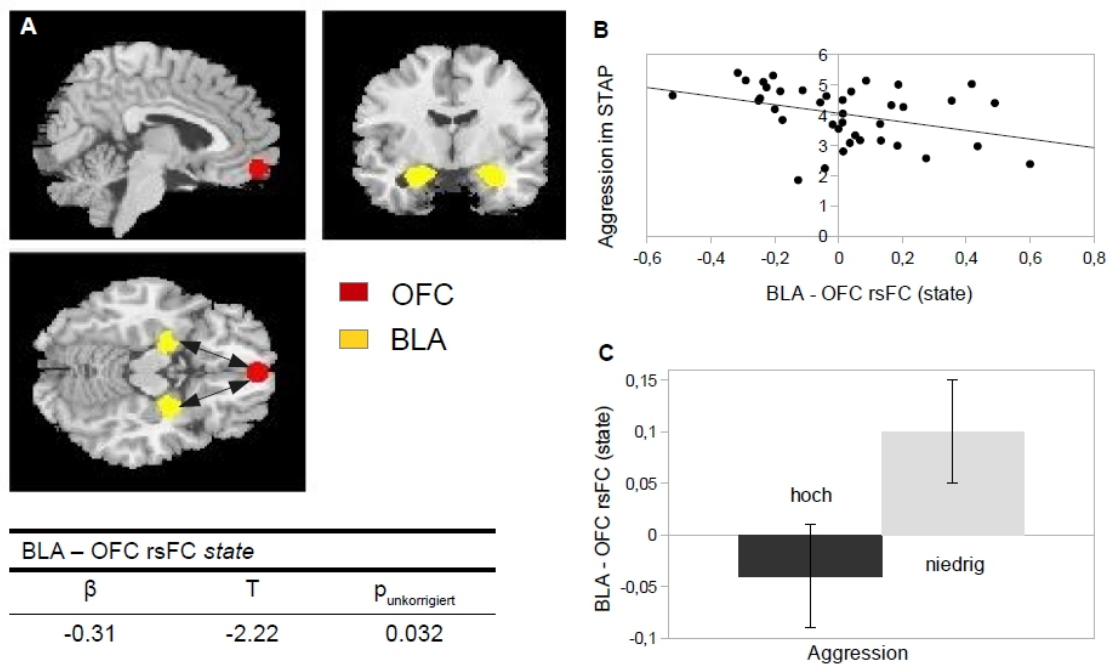 A
OFC
BLA
BLA – OFC rsFC state
β T p unkorrigiert
-0.31 -2.22 0.032
B
Aggression im STAP
6
5
4
3
2
1
0
-0,6 -0,4 -0,2 0 0,2 0,4 0,6 0,8
BLA - OFC rsFC (state)
C
BLA - OFC rsFC (state)
0,15
0,1
0,05
0
-0,05
-0,1
hoch
niedrig
Aggression